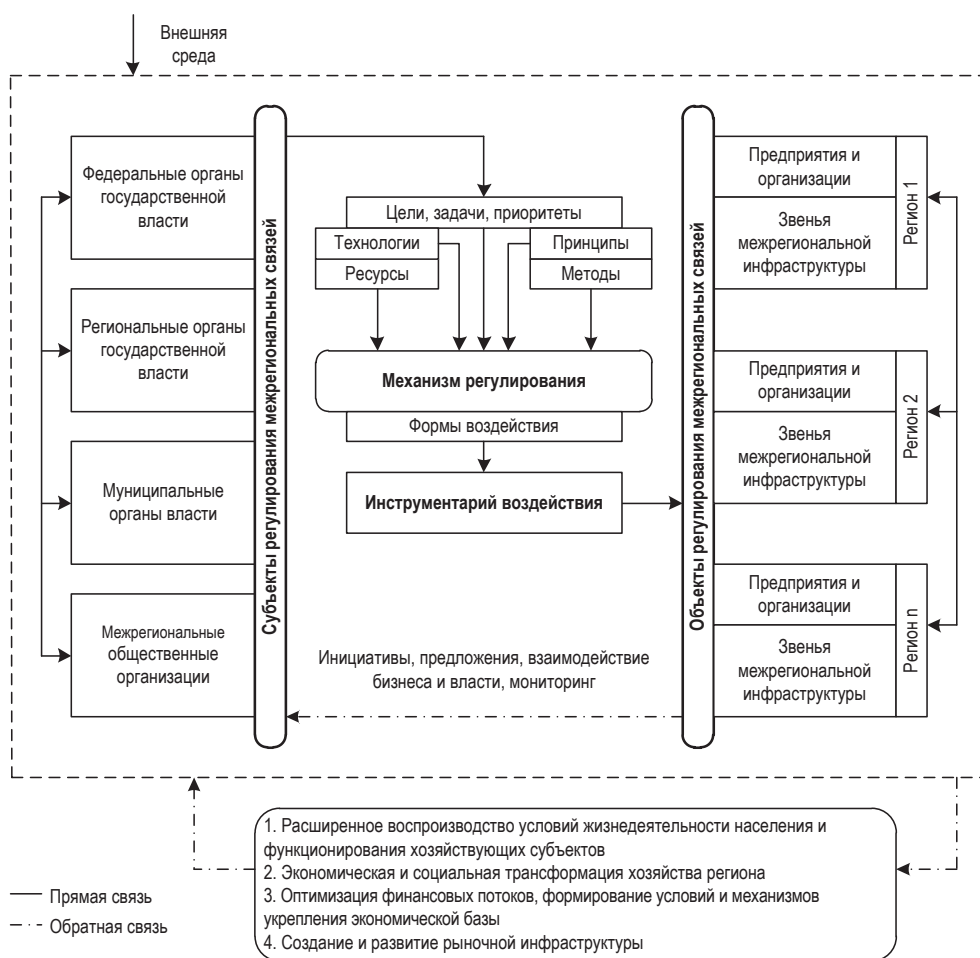 Внешняя
среда
Федеральные органы
государственной
власти
Региональные органы
государственной
власти
Муниципальные
органы власти
Межрегиональные
общественные
организации
Субъекты регулирования межрегиональных связей
Цели, задачи, приоритеты
Технологии
Принципы
Ресурсы
Методы
Механизм регулирования
Формы воздействия
Инструментарий воздействия
Инициативы, предложения, взаимодействие
бизнеса и власти, мониторинг
Объекты регулирования межрегиональных связей
Предприятия и
организации
Звенья
межрегиональной
инфраструктуры
Регион 1
Предприятия и
организации
Звенья
межрегиональной
инфраструктуры
Регион 2
Предприятия и
организации
Звенья
межрегиональной
инфраструктуры
Регион n
1. Расширенное воспроизводство условий жизнедеятельности населения и
функционирования хозяйствующих субъектов
2. Экономическая и социальная трансформация хозяйства региона
3. Оптимизация финансовых потоков, формирование условий и механизмов
укрепления экономической базы
4. Создание и развитие рыночной инфраструктуры
Прямая связь
Обратная связь